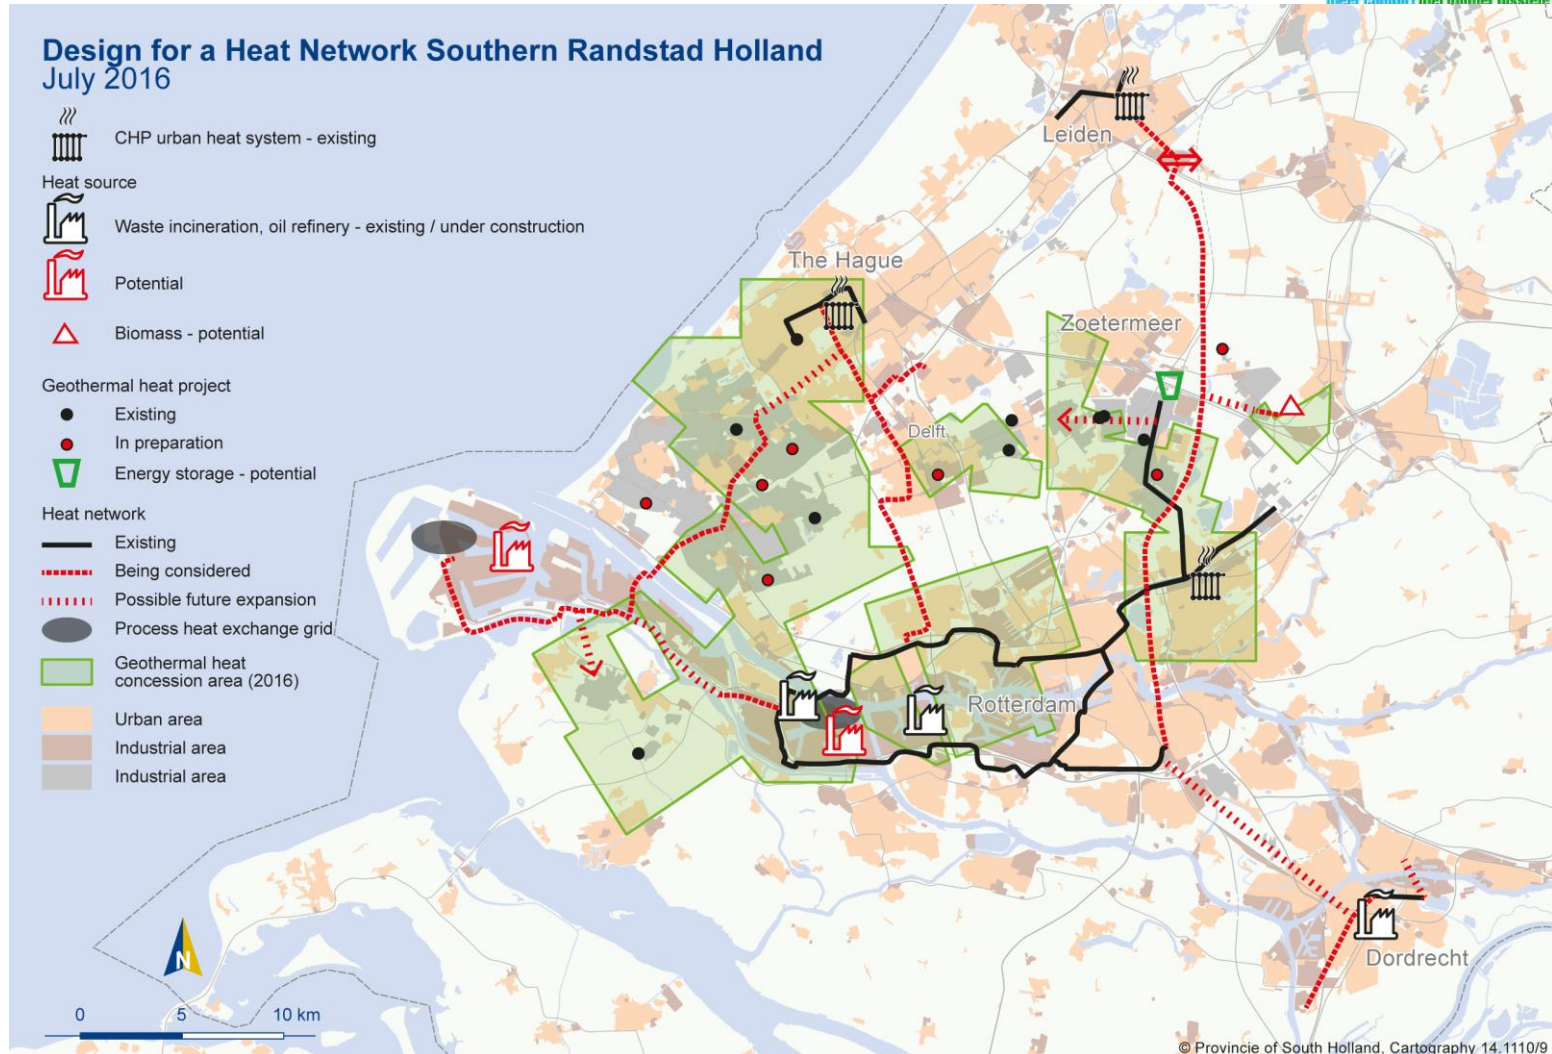 Design for a Heat Network Southern Randstad Holland
July 2016
CHP urban heat system - existing
Heat source
Waste incineration, oil refinery - existing / under construction
Potential
Biomass - potential
Geothermal heat project
Existing
In preparation
Energy storage - potential
Heat network
Existing
Being considered
Possible future expansion
Process heat exchange grid
Geothermal heat
concession area (2016)
Urban area
Industrial area
Industrial area
Leiden
The Hague
Zoetermeer
Delft
Rotterdam
Dordrecht
N
0 5 10 km
© Provincie of South Holland, Cartography 14.1110/9